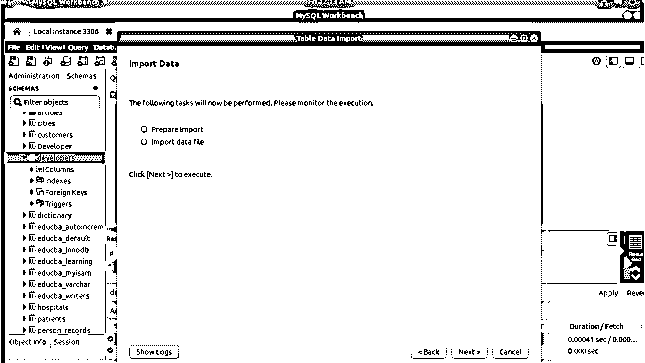 MySQL Workbench
Local instance 3306
Table Data Import
File Edit View Query Datab
Import Data
Administration Schemas
SCHEMAS
Filter objects
The following tasks will now be performed. Please monitor the execution.
articles
cities
customers
Developer
Prepare Import
Import data file
Columns
Indexes
Foreign Keys
Triggers
Click [Next >] to execute.
dictionary
educba_autoincrem
educba_default
educba_innodb
educba_learning
educba_myisam
educba_varchar
educba_writers
hospitals
patients
person_records
Object Info Session
Apply Rever
Duration / Fetch
0.00041 sec / 0.000...
0.000 sec
Show Logs
< Back Next > Cancel